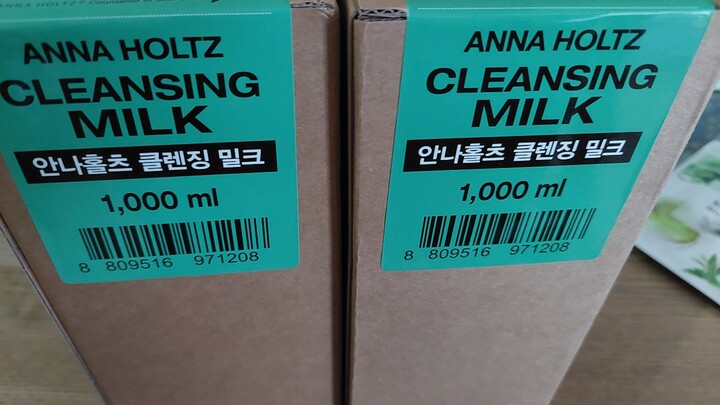 ANNA HOLTZ
CLEANSING
MILK
안나홀츠 클렌징 밀크
1,000 ml
8 809516 971208
ANNA HOLTZ
CLEANSING
MILK
안나홀츠 클렌징 밀크
1,000 ml
8 809516 971208